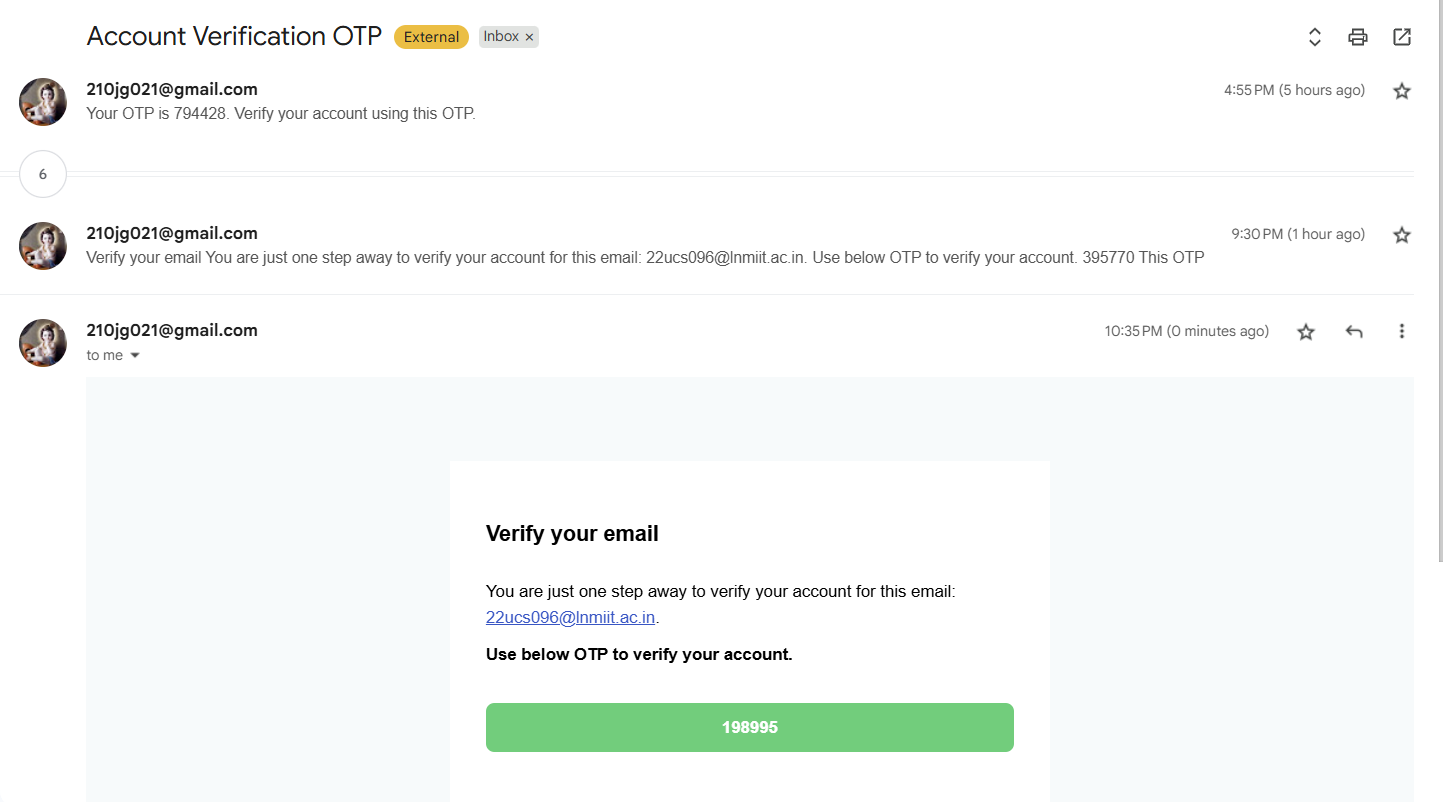 Account Verification OTP External Inbox ×
210jg021@gmail.com 4:55 PM (5 hours ago)
Your OTP is 794428. Verify your account using this OTP.
6
210jg021@gmail.com 9:30 PM (1 hour ago)
Verify your email You are just one step away to verify your account for this email: 22ucs096@lnmiit.ac.in. Use below OTP to verify your account. 395770 This OTP
210jg021@gmail.com 10:35 PM (0 minutes ago)
to me
Verify your email
You are just one step away to verify your account for this email:
22ucs096@lnmiit.ac.in.
Use below OTP to verify your account.
198995